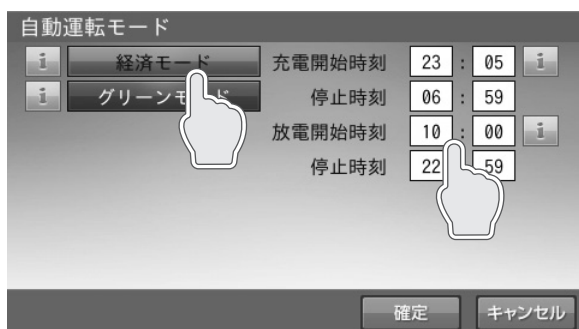 自動運転モード
i 経済モード 充電開始時刻 23 : 05 i
i グリーンモード 停止時刻 06 : 59
放電開始時刻 10 : 00 i
停止時刻 22 : 59
確定 キャンセル